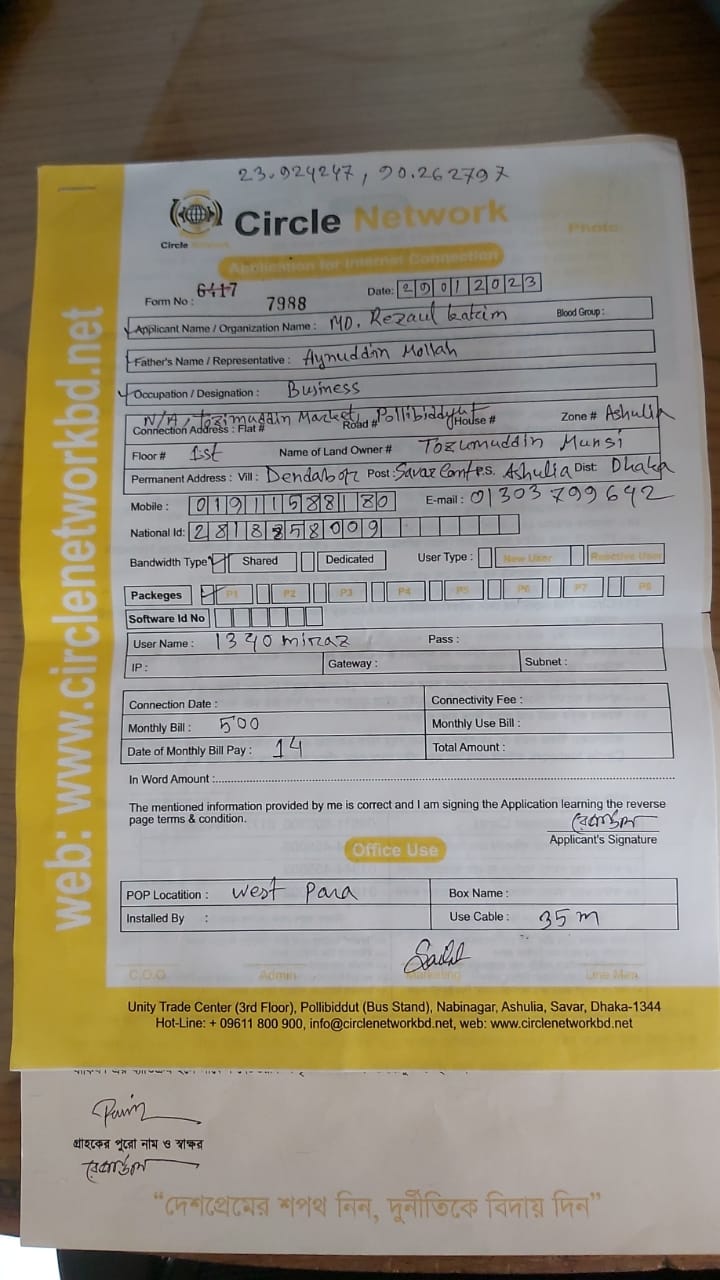 23.924247, 90.262797
Circle Network
Circle Network
Photo
Application for Internet Connection
Form No : 6417 7988
Date: 29012023
Applicant Name / Organization Name : MD. Rezaul karim Blood Group :
Father's Name / Representative : Aynuddin Mollah
Occupation / Designation : Business
N/A, Tozimuddin Market, Pollibiddyut
Connection Address : Flat # Road # House # Zone # Ashulia
Floor # 1st Name of Land Owner # Tozumuddin Munsi
Permanent Address : Vill : Dendabor Post : Savar Cant P.S. Ashulia Dist: Dhaka
Mobile : 01911588180 E-mail : 01303799642
National Id: 2818258009
Bandwidth Type Shared Dedicated User Type : New User Reactive User
Packeges P1 P2 P3 P4 P5 P6 P7 P8
Software Id No
User Name : 1340 miraz Pass :
IP : Gateway : Subnet :
Connection Date : Connectivity Fee :
Monthly Bill : 500 Monthly Use Bill :
Date of Monthly Bill Pay : 14 Total Amount :
In Word Amount :
The mentioned information provided by me is correct and I am signing the Application learning the reverse
page terms & condition.
Applicant's Signature
Office Use
POP Locatition : West Para Box Name :
Installed By : Use Cable : 35 m
C.O.O. Admin Marketing Line Man
Unity Trade Center (3rd Floor), Pollibiddut (Bus Stand), Nabinagar, Ashulia, Savar, Dhaka-1344
Hot-Line: + 09611 800 900, info@circlenetworkbd.net, web: www.circlenetworkbd.net
web: www.circlenetworkbd.net
গ্রাহকের পুরো নাম ও স্বাক্ষর
“দেশপ্রেমের শপথ নিন, দুর্নীতিকে বিদায় দিন”